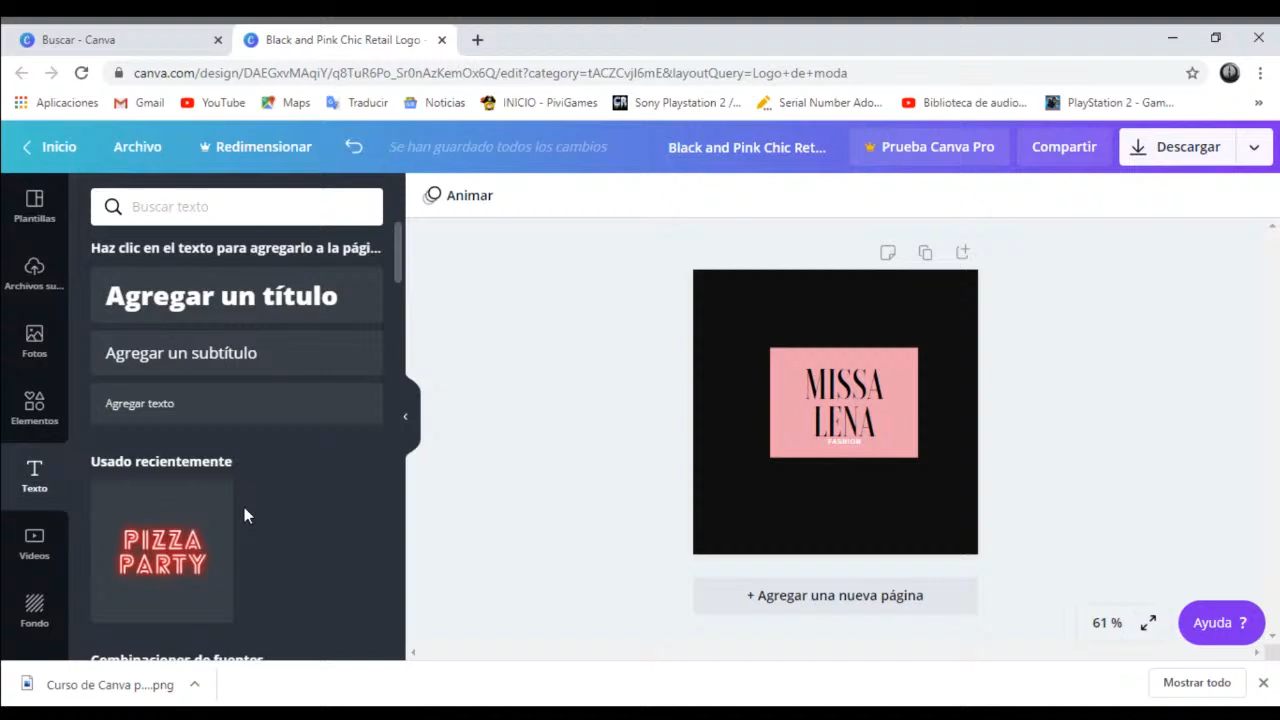 Buscar - Canva
Black and Pink Chic Retail Logo -
canva.com/design/DAEGxvMAqiY/q8TuR6Po_Sr0nAzKemOx6Q/edit?category=tACZCvjI6mE&layoutQuery=Logo+de+moda
Aplicaciones
Gmail
YouTube
Maps
Traducir
Noticias
INICIO - PiviGames
Sony Playstation 2 /...
Serial Number Ado...
Biblioteca de audio...
PlayStation 2 - Gam...
Inicio
Archivo
Redimensionar
Se han guardado todos los cambios
Black and Pink Chic Ret...
Prueba Canva Pro
Compartir
Descargar
Plantillas
Archivos su...
Fotos
Elementos
Texto
Videos
Fondo
Buscar texto
Haz clic en el texto para agregarlo a la pági...
Agregar un título
Agregar un subtítulo
Agregar texto
Usado recientemente
PIZZA
PARTY
Combinaciones de fuentes
Animar
MISSA
LENA
FASHION
+ Agregar una nueva página
61 %
Ayuda ?
Curso de Canva p....png
Mostrar todo